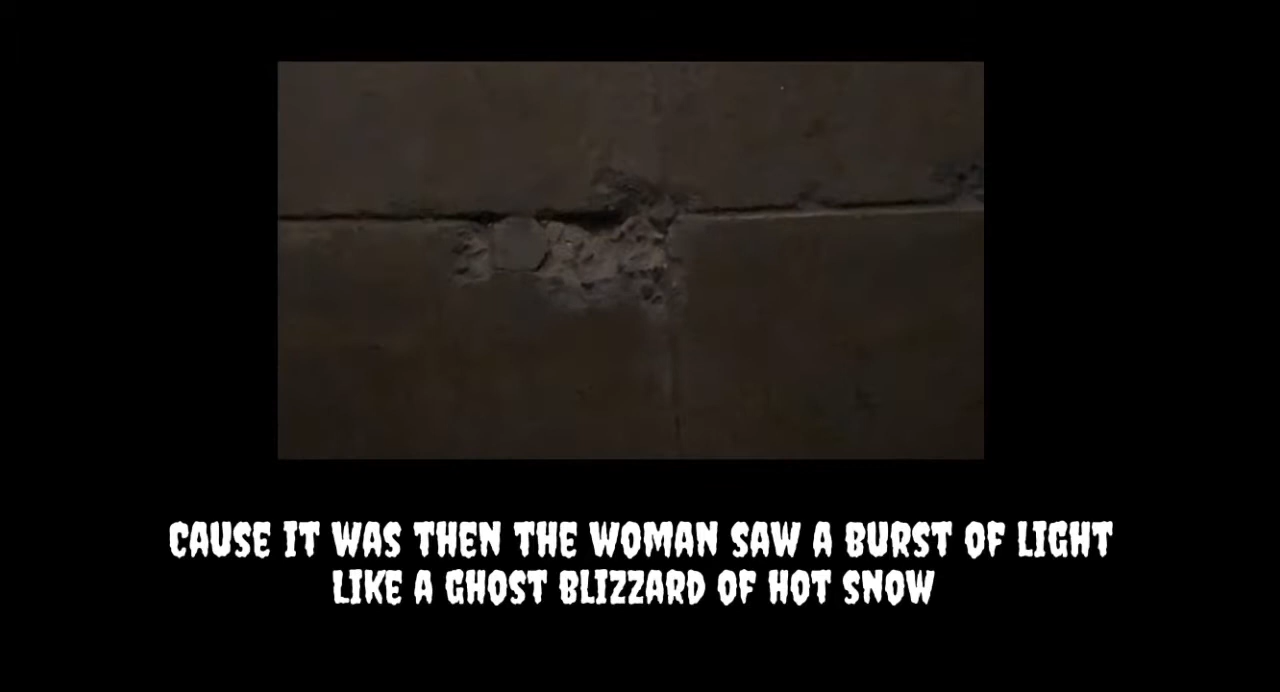 CAUSE IT WAS THEN THE WOMAN SAW A BURST OF LIGHT
LIKE A GHOST BLIZZARD OF HOT SNOW